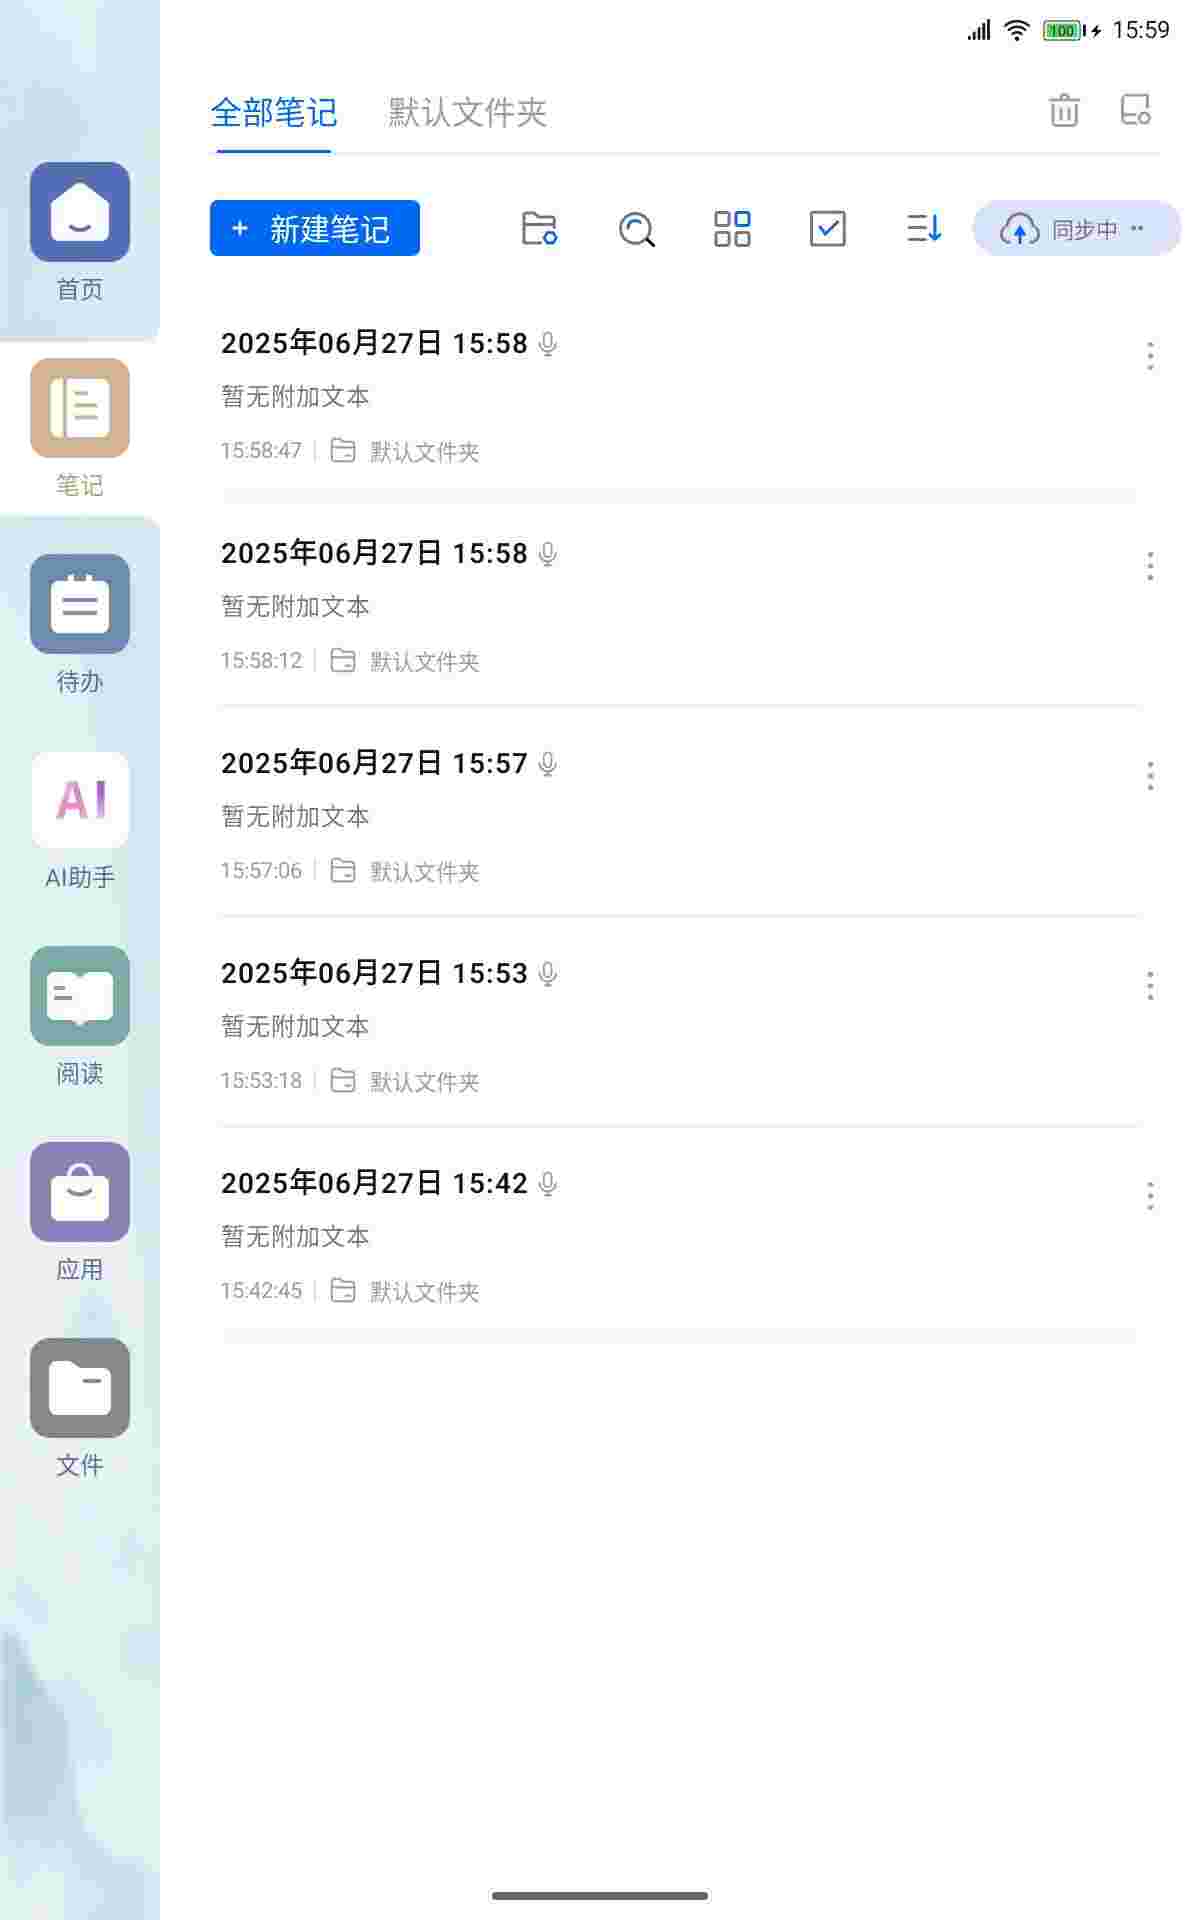 100 15:59
全部笔记 默认文件夹
+ 新建笔记 同步中 ··
首页
笔记
待办
AI
AI助手
阅读
应用
文件
2025年06月27日 15:58
暂无附加文本
15:58:47 默认文件夹
2025年06月27日 15:58
暂无附加文本
15:58:12 默认文件夹
2025年06月27日 15:57
暂无附加文本
15:57:06 默认文件夹
2025年06月27日 15:53
暂无附加文本
15:53:18 默认文件夹
2025年06月27日 15:42
暂无附加文本
15:42:45 默认文件夹